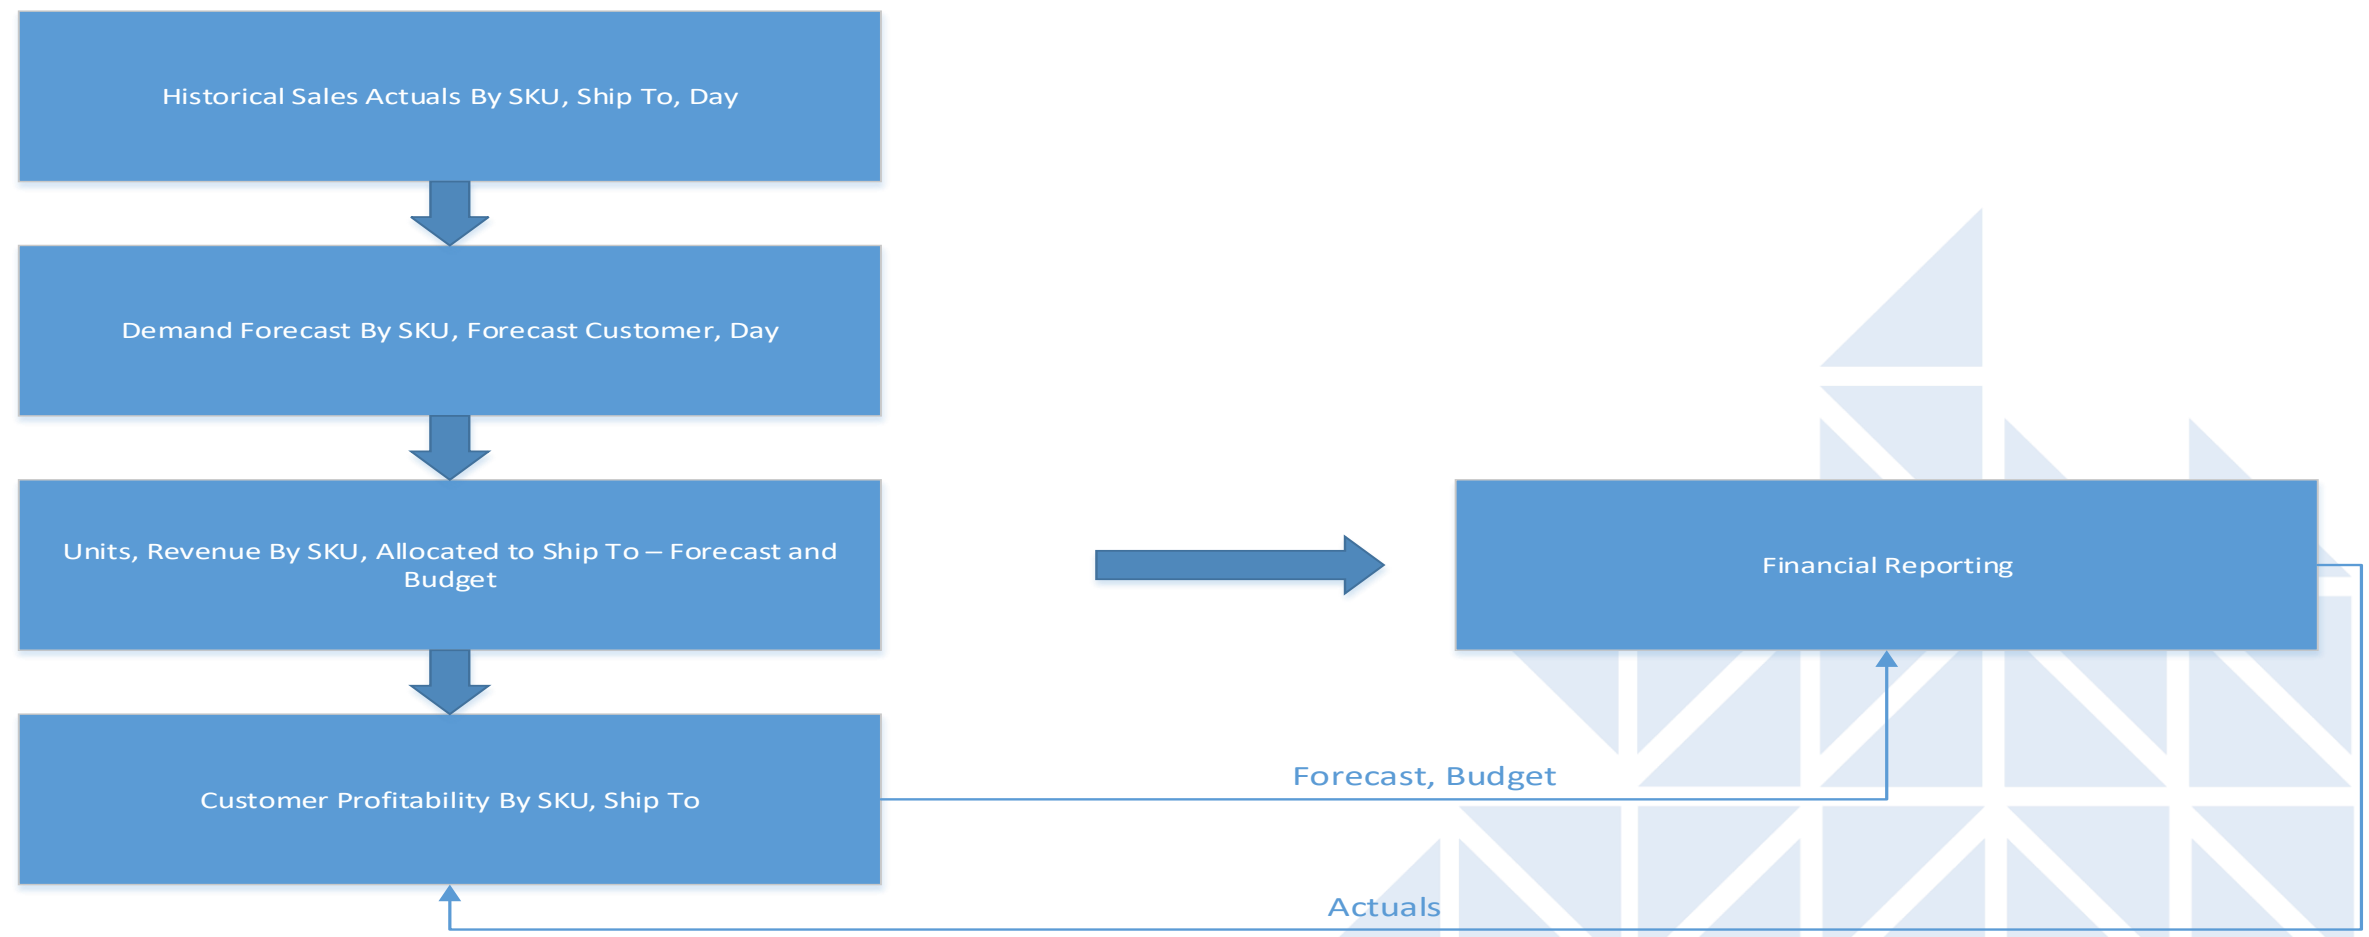 Historical Sales Actuals By SKU, Ship To, Day
Demand Forecast By SKU, Forecast Customer, Day
Units, Revenue By SKU, Allocated to Ship To – Forecast and
Budget
Financial Reporting
Forecast, Budget
Customer Profitability By SKU, Ship To
Actuals